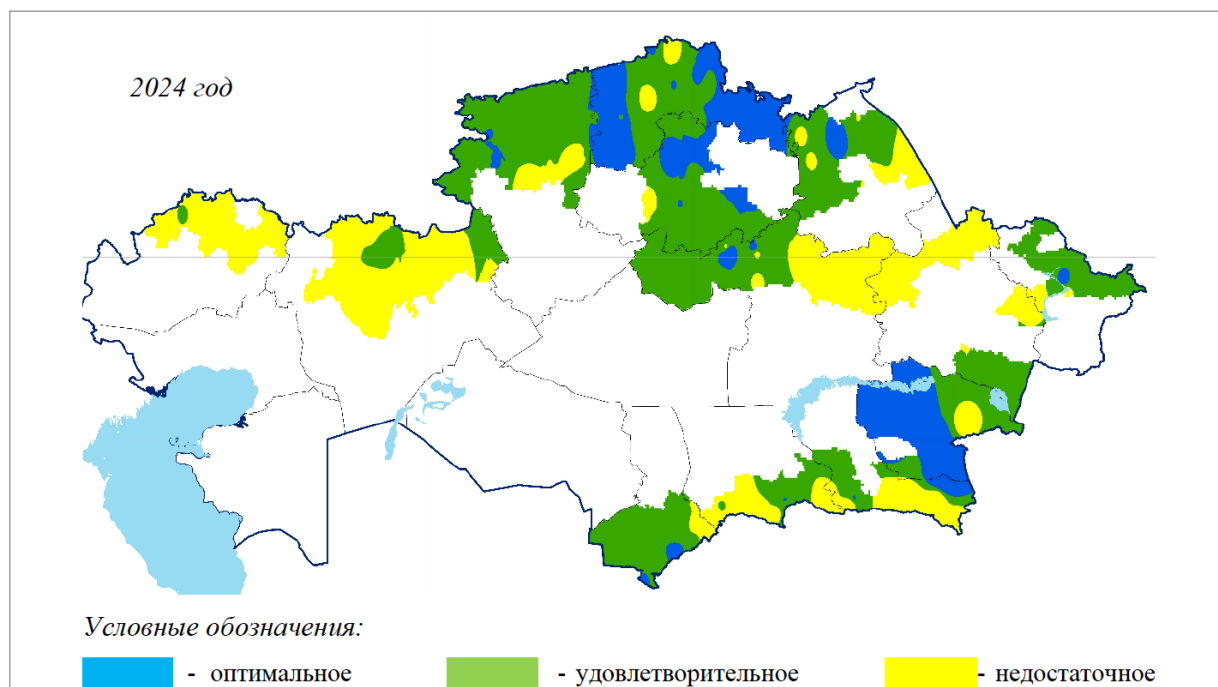 2024 год
Условные обозначения:
- оптимальное - удовлетворительное - недостаточное